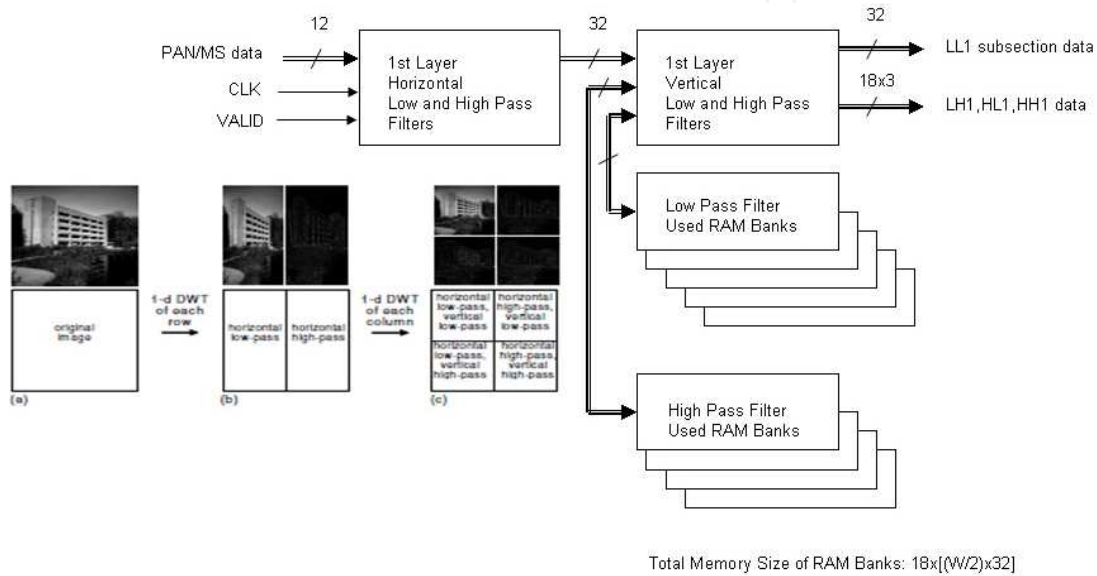 12
32
32
PAN/MS data
CLK
VALID
1st Layer
Horizontal
Low and High Pass
Filters
1st Layer
Vertical
Low and High Pass
Filters
LL1 subsection data
18x3
LH1,HL1,HH1 data
Low Pass Filter
Used RAM Banks
original
image
1-d DWT
of each
row
horizontal
low-pass
horizontal
high-pass
1-d DWT
of each
column
horizontal
low-pass,
vertical
low-pass
horizontal
high-pass,
vertical
low-pass
horizontal
low-pass,
vertical
high-pass
horizontal
high-pass,
vertical
high-pass
(a)
(b)
(c)
High Pass Filter
Used RAM Banks
Total Memory Size of RAM Banks: 18x[(W/2)x32]